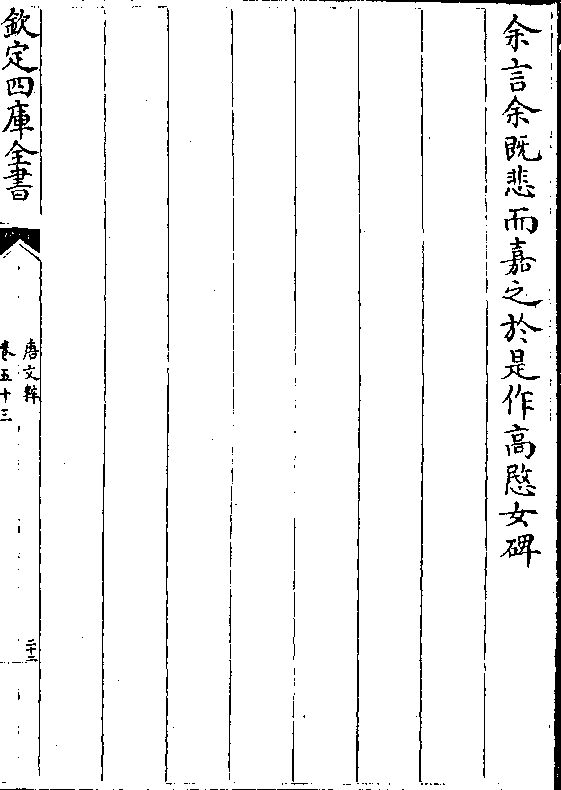 余言余既悲而嘉之於是作高愍女碑
欽定四庫全書
唐文粹
卷五十三
二十二